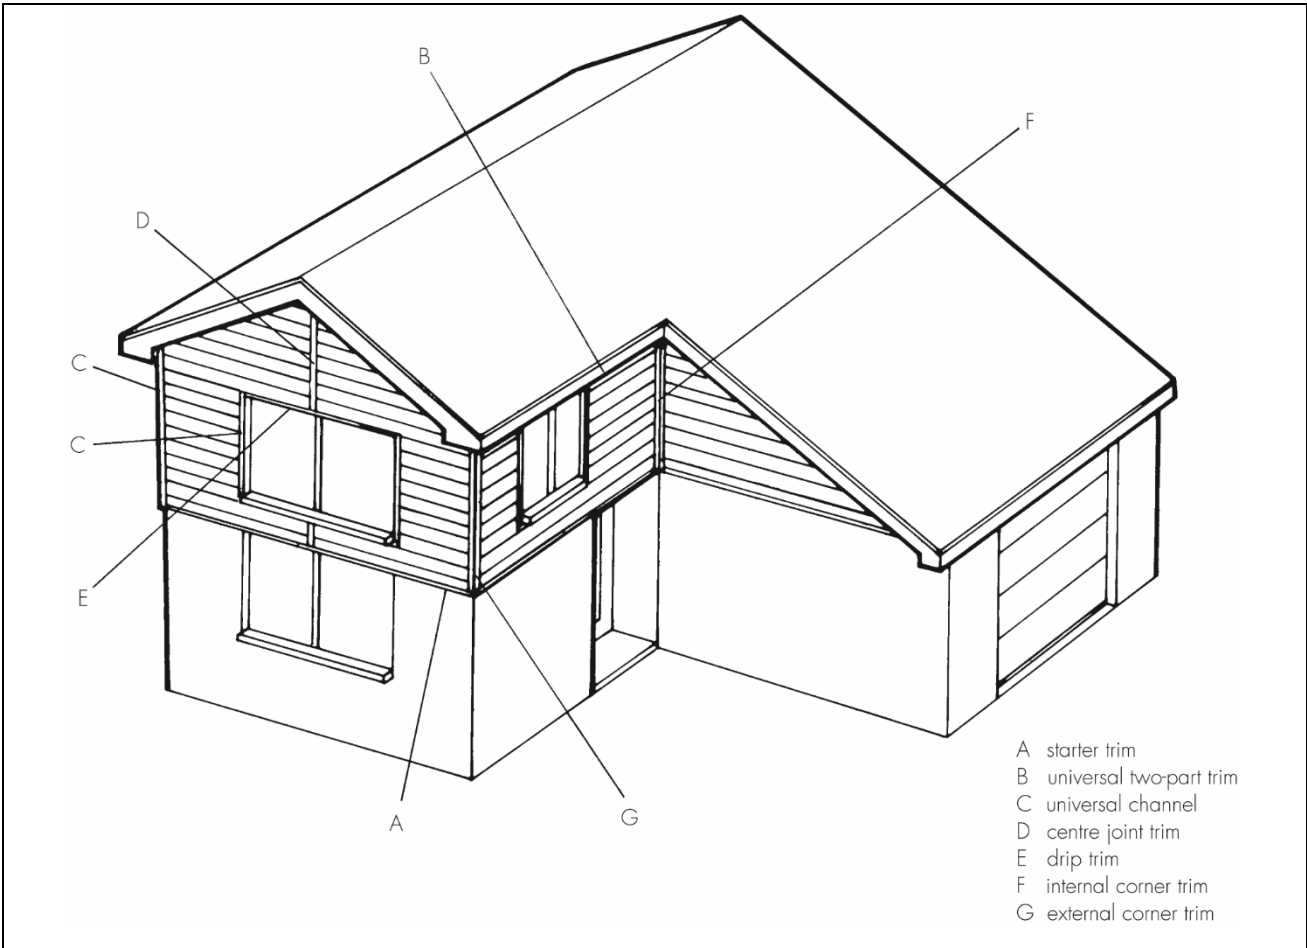 B
F
D
C
C
E
A
G
A starter trim
B universal two-part trim
C universal channel
D centre joint trim
E drip trim
F internal corner trim
G external corner trim